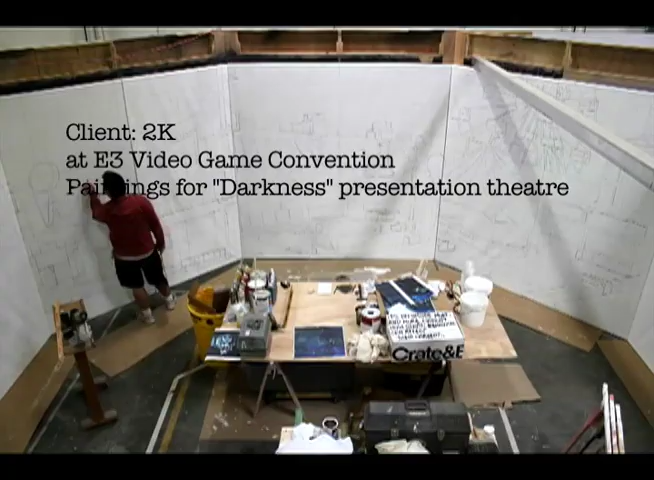 Client: 2K
at E3 Video Game Convention
Paintings for "Darkness" presentation theatre
Crate&E